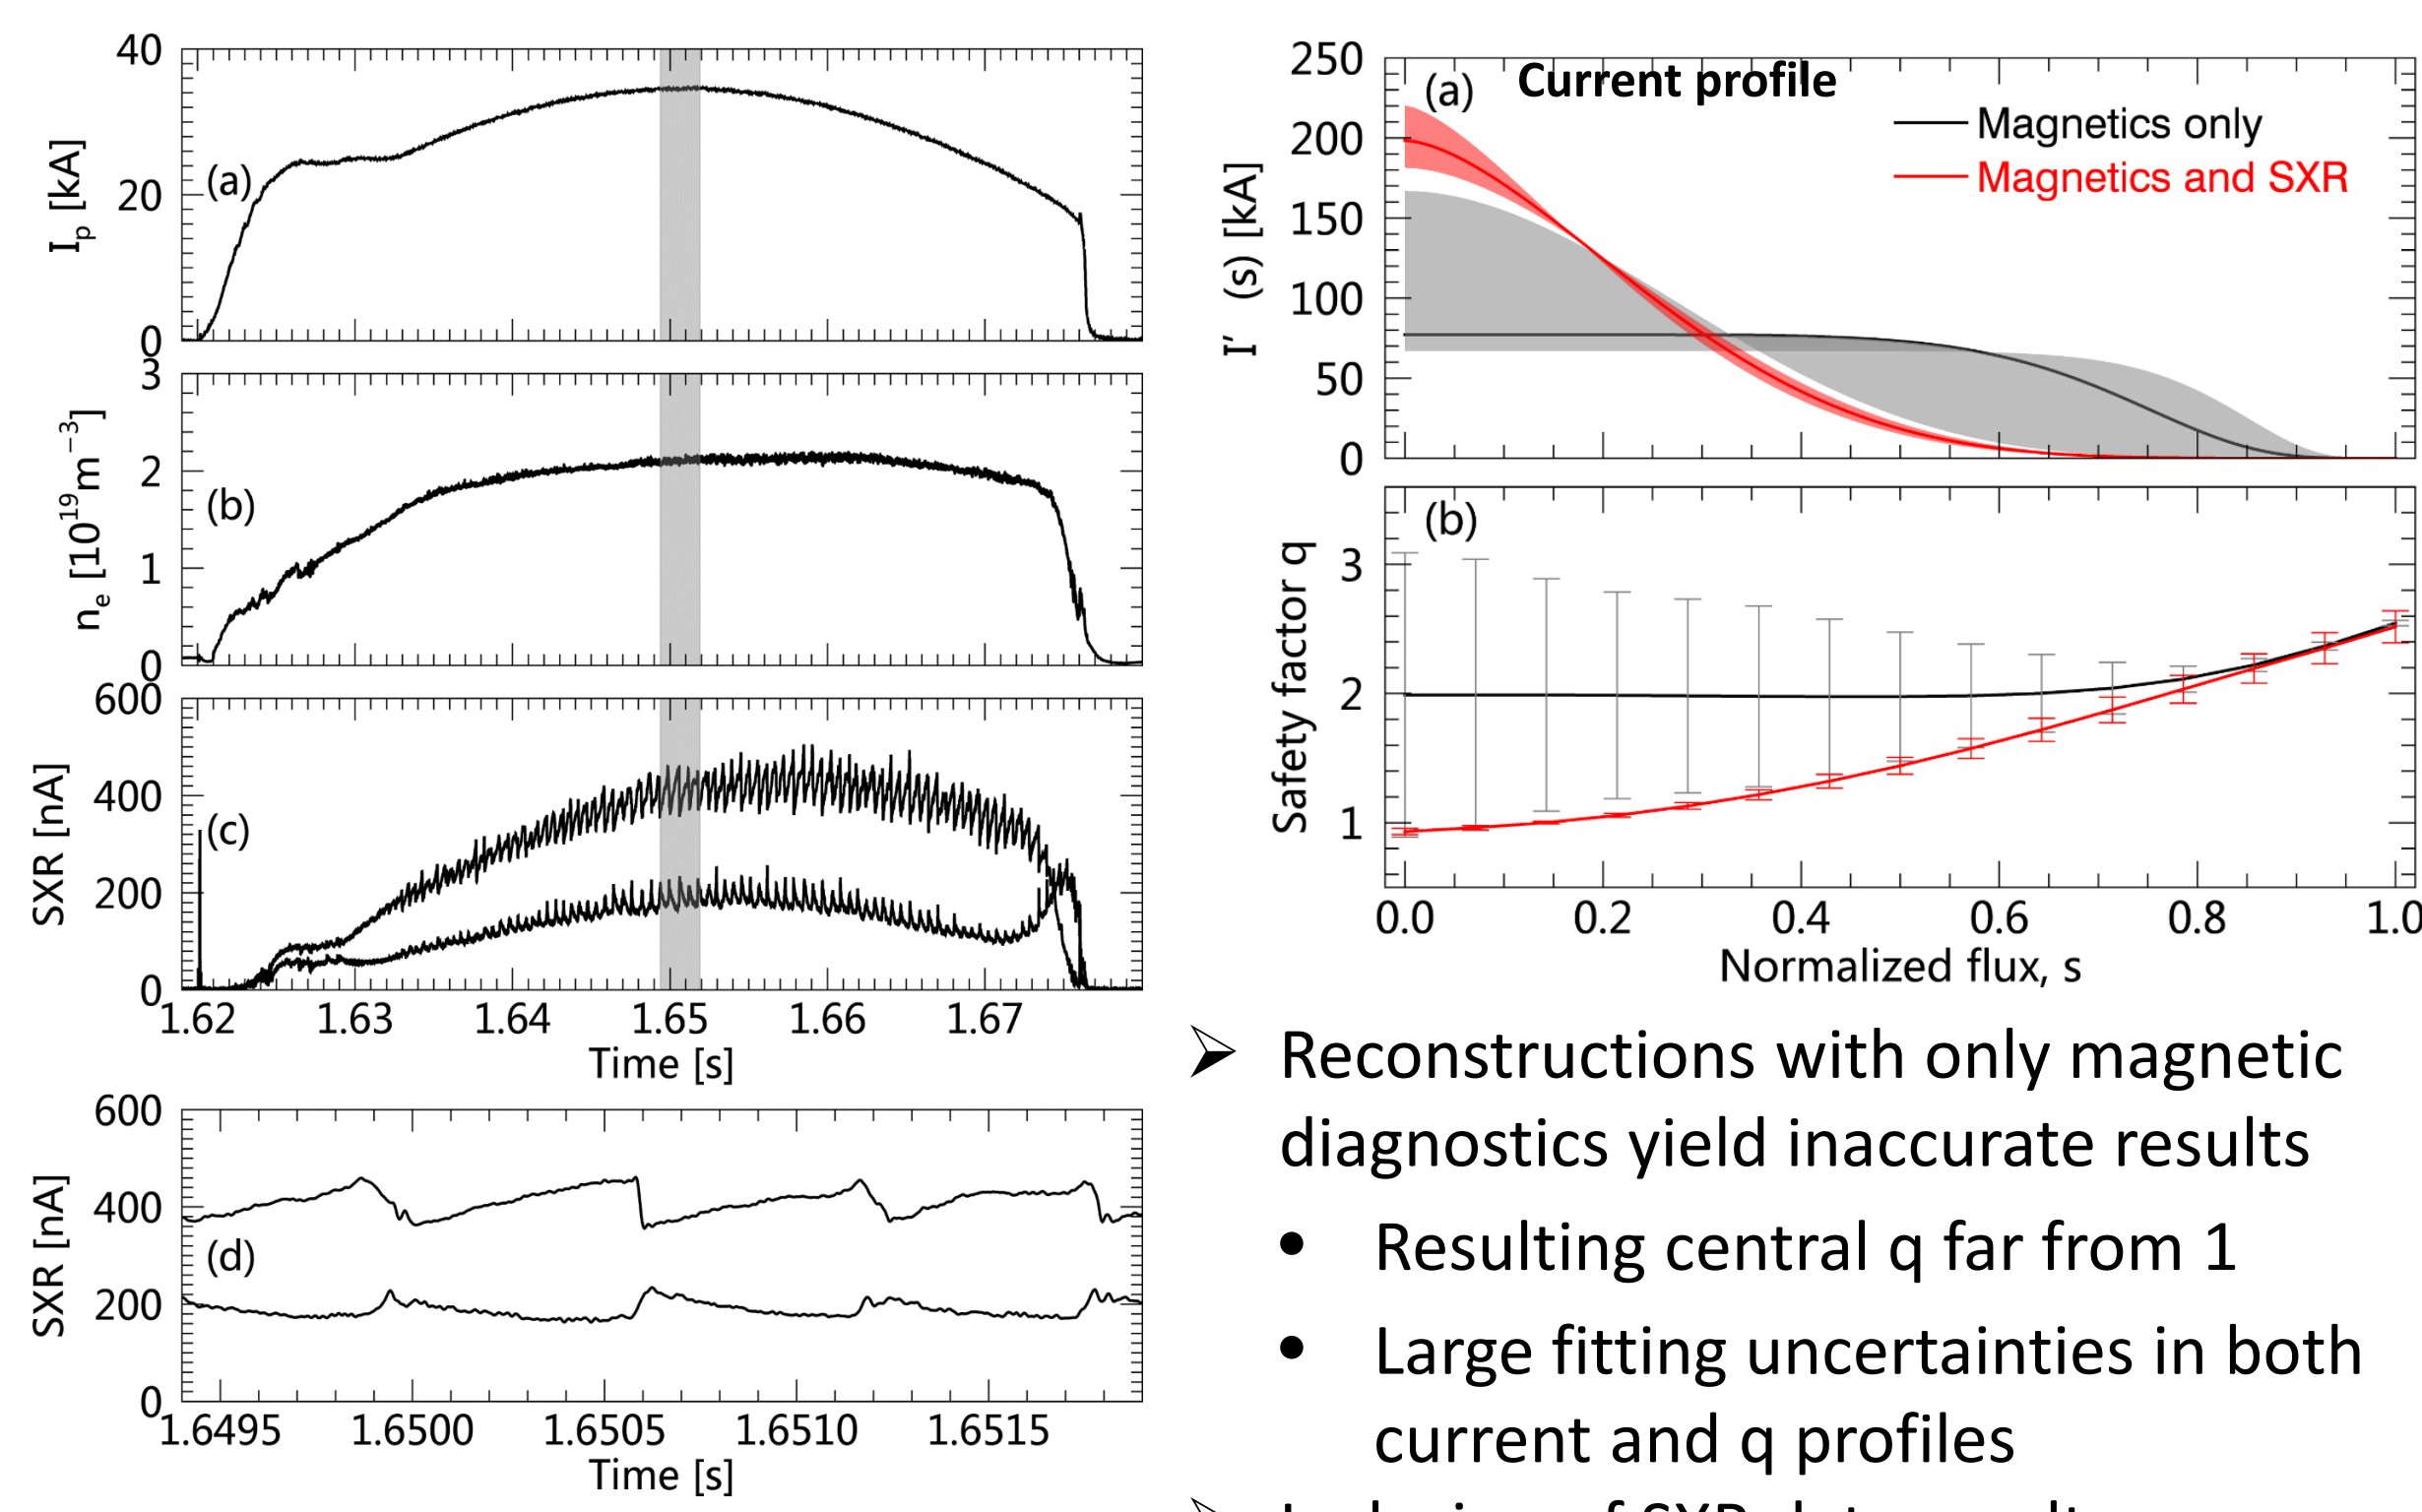 40
20
0
I_p [kA]
(a)
3
2
1
0
n_e [10^19 m^−3]
(b)
600
400
200
0
SXR [nA]
(c)
1.62 1.63 1.64 1.65 1.66 1.67
Time [s]
600
400
200
0
SXR [nA]
(d)
1.6495 1.6500 1.6505 1.6510 1.6515
Time [s]
250
200
150
100
50
0
I' (s) [kA]
(a) Current profile
Magnetics only
Magnetics and SXR
(b)
3
2
1
Safety factor q
0.0 0.2 0.4 0.6 0.8 1.0
Normalized flux, s
➢ Reconstructions with only magnetic
diagnostics yield inaccurate results
• Resulting central q far from 1
• Large fitting uncertainties in both
current and q profiles